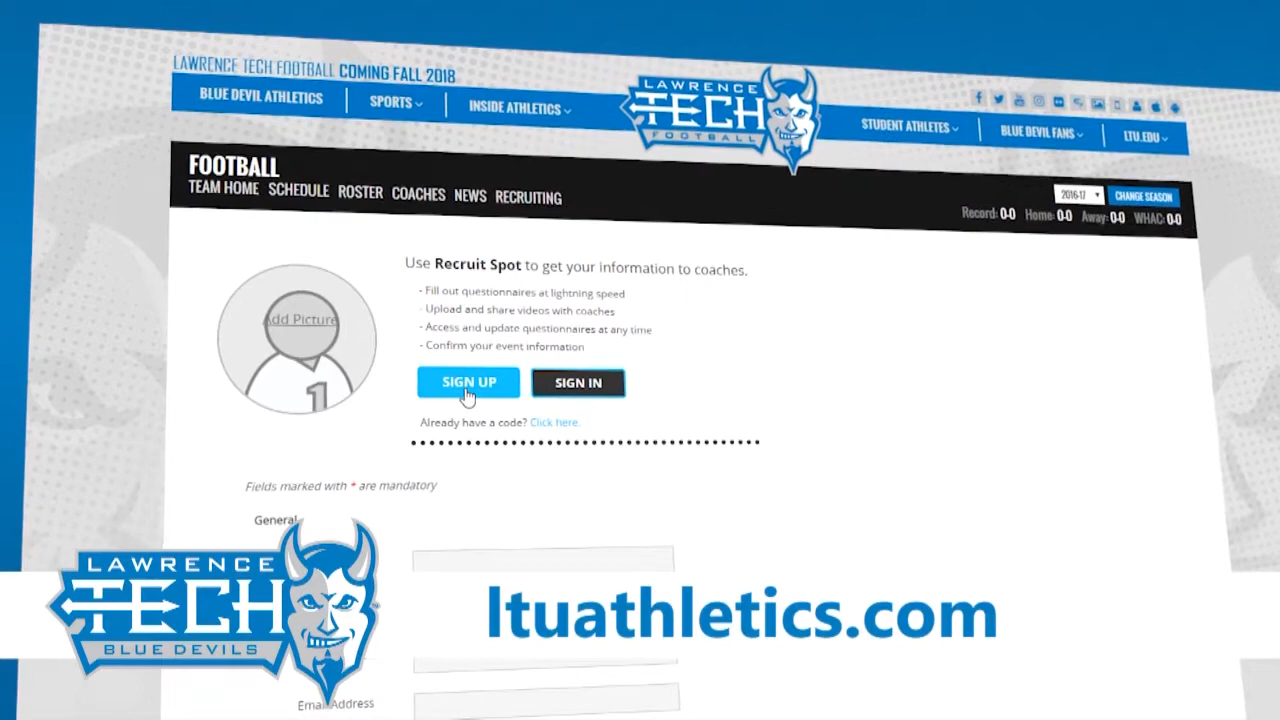 LAWRENCE TECH FOOTBALL COMING FALL 2018
BLUE DEVIL ATHLETICS
SPORTS
INSIDE ATHLETICS
LAWRENCE
TECH
FOOTBALL
STUDENT ATHLETES
BLUE DEVIL FANS
LTU.EDU
FOOTBALL
TEAM HOME SCHEDULE ROSTER COACHES NEWS RECRUITING
2016-17
CHANGE SEASON
Record: 0-0 Home: 0-0 Away: 0-0 WHAC: 0-0
Add Picture
1
Use Recruit Spot to get your information to coaches.
- Fill out questionnaires at lightning speed
- Upload and share videos with coaches
- Access and update questionnaires at any time
- Confirm your event information
SIGN UP
SIGN IN
Already have a code? Click here.
Fields marked with * are mandatory
General
LAWRENCE
TECH
BLUE DEVILS
TM
ltuathletics.com
Email Address